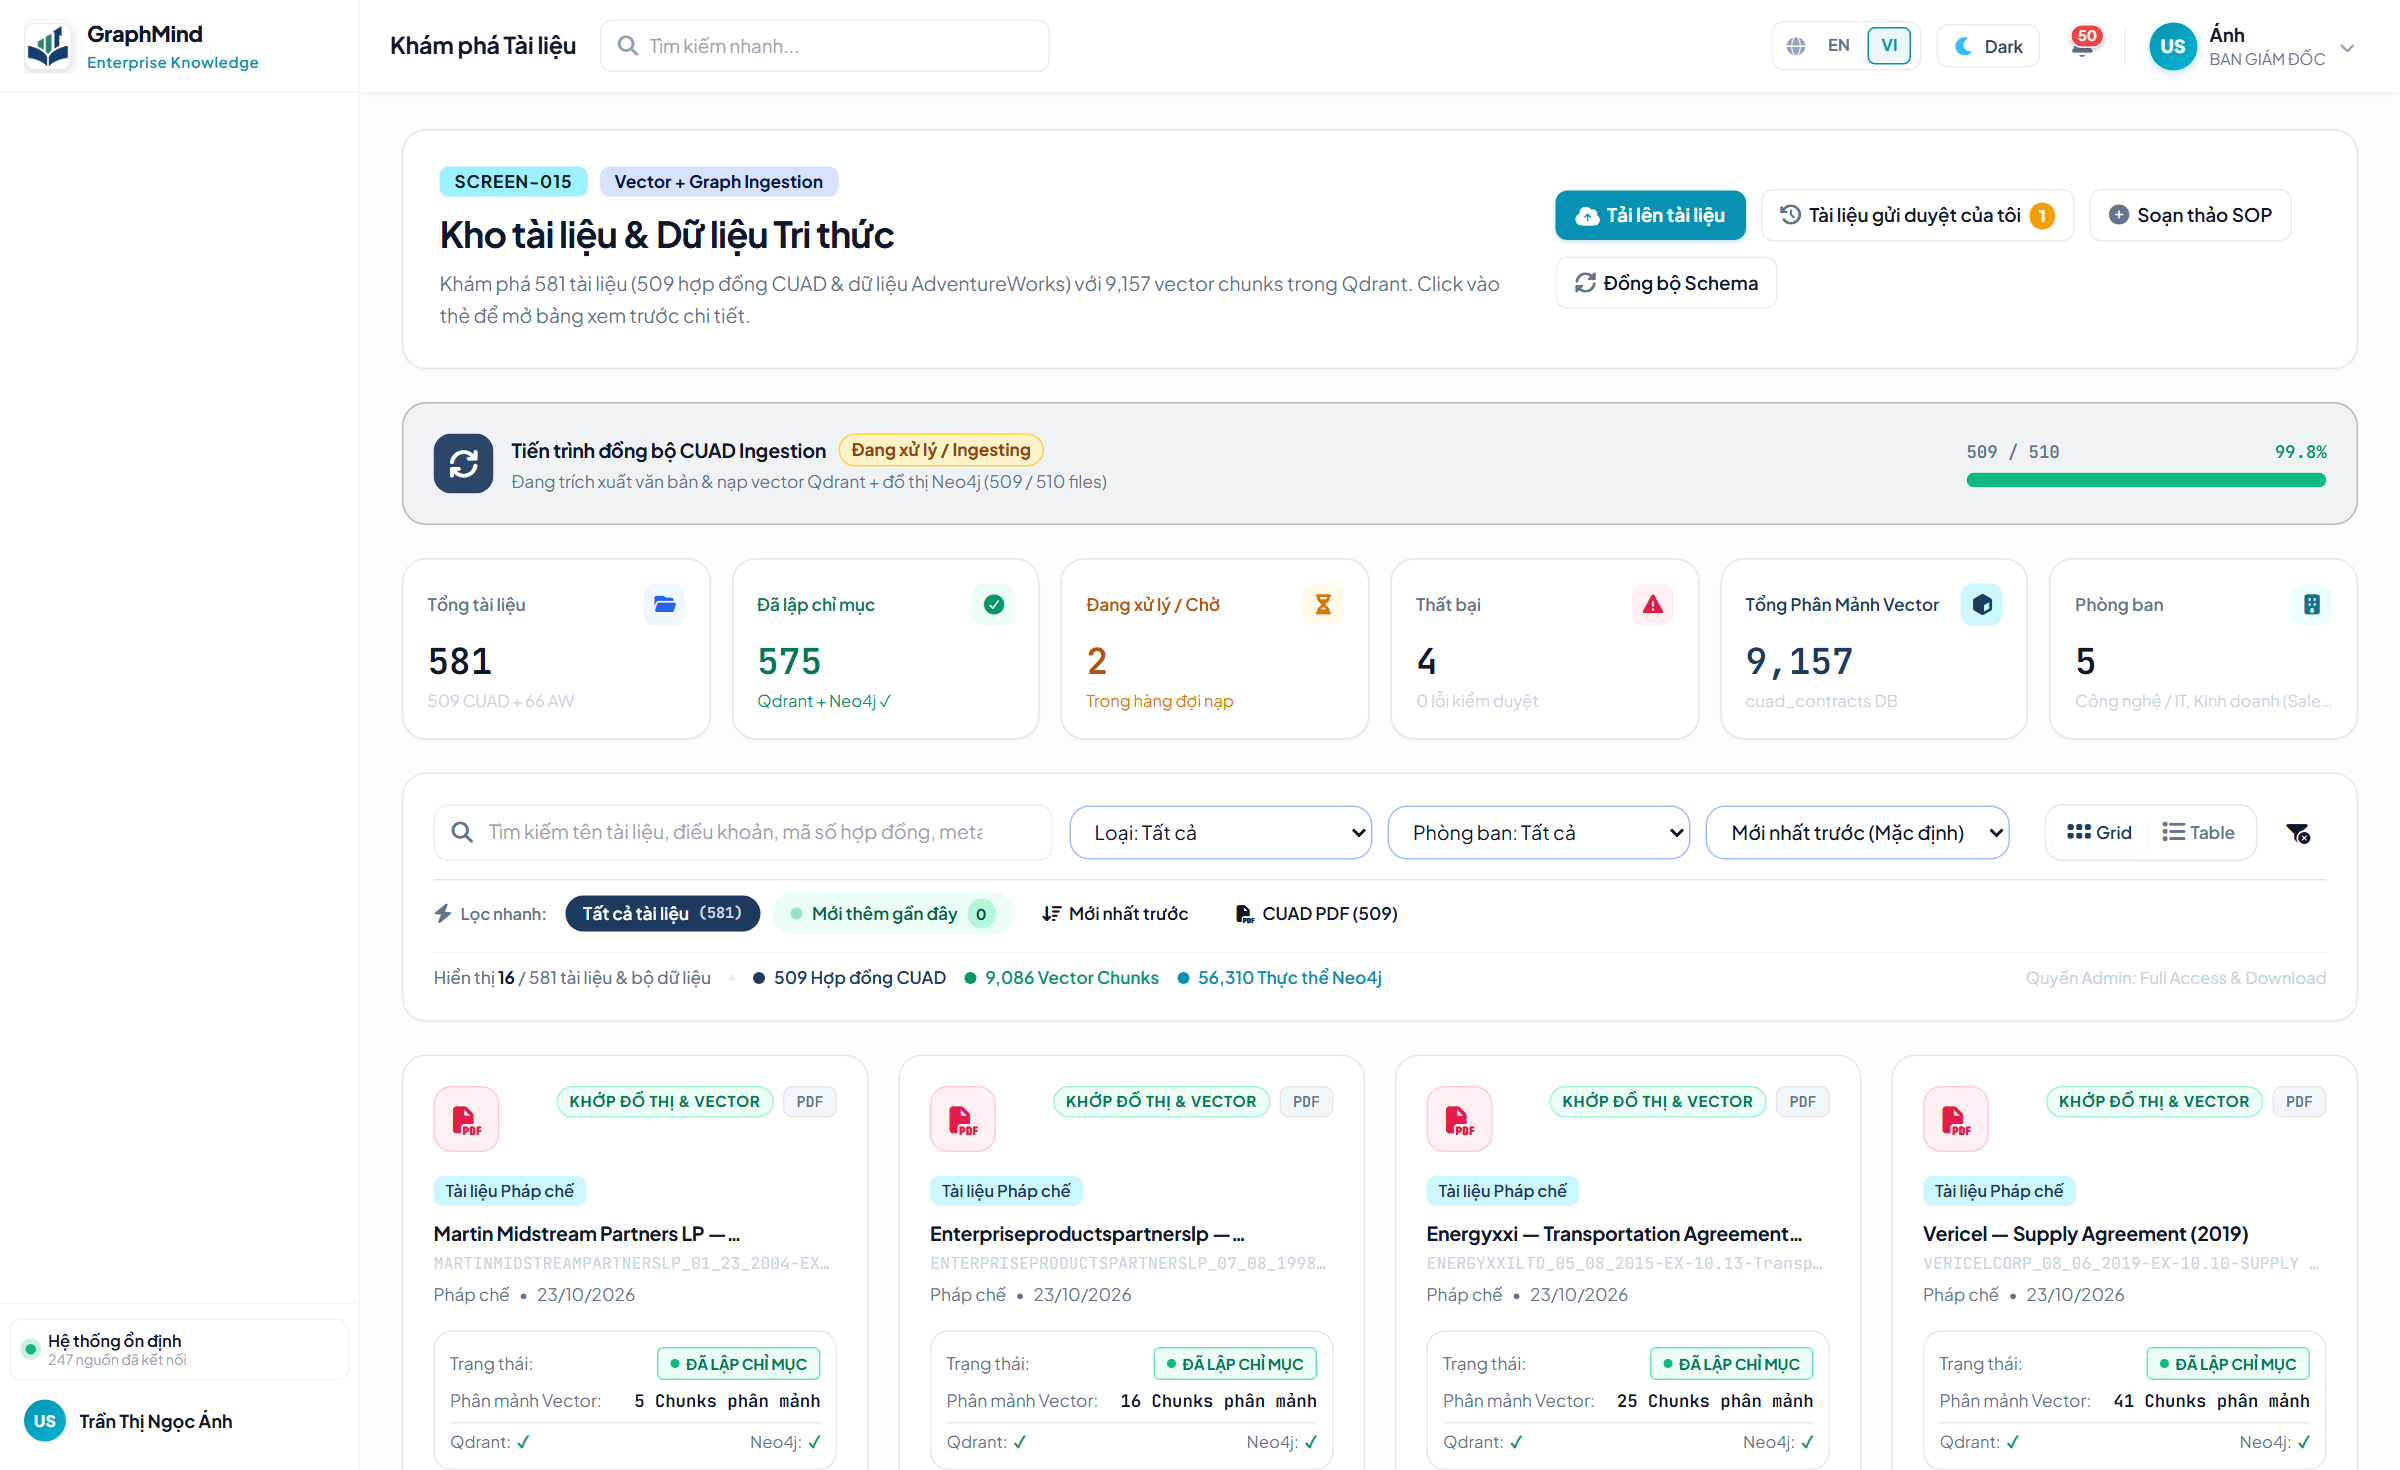 GraphMind
Enterprise Knowledge
Khám phá Tài liệu
Tìm kiếm nhanh...
EN
VI
Dark
50
US
Ánh
BAN GIÁM ĐỐC
SCREEN-015
Vector + Graph Ingestion
Kho tài liệu & Dữ liệu Tri thức
Khám phá 581 tài liệu (509 hợp đồng CUAD & dữ liệu AdventureWorks) với 9,157 vector chunks trong Qdrant. Click vào
thẻ để mở bảng xem trước chi tiết.
Tải lên tài liệu
Tài liệu gửi duyệt của tôi 1
Soạn thảo SOP
Đồng bộ Schema
Tiến trình đồng bộ CUAD Ingestion
Đang xử lý / Ingesting
Đang trích xuất văn bản & nạp vector Qdrant + đồ thị Neo4j (509 / 510 files)
509 / 510
99.8%
Tổng tài liệu
581
509 CUAD + 66 AW
Đã lập chỉ mục
575
Qdrant + Neo4j ✓
Đang xử lý / Chờ
2
Trong hàng đợi nạp
Thất bại
4
0 lỗi kiểm duyệt
Tổng Phân Mảnh Vector
9,157
cuad_contracts DB
Phòng ban
5
Công nghệ / IT, Kinh doanh (Sale...
Tìm kiếm tên tài liệu, điều khoản, mã số hợp đồng, meta
Loại: Tất cả
Phòng ban: Tất cả
Mới nhất trước (Mặc định)
Grid
Table
Lọc nhanh:
Tất cả tài liệu (581)
Mới thêm gần đây 0
Mới nhất trước
CUAD PDF (509)
Hiển thị 16 / 581 tài liệu & bộ dữ liệu
509 Hợp đồng CUAD
9,086 Vector Chunks
56,310 Thực thể Neo4j
Quyền Admin: Full Access & Download
PDF
KHỚP ĐỒ THỊ & VECTOR
PDF
Tài liệu Pháp chế
Martin Midstream Partners LP —...
MARTINMIDSTREAMPARTNERSLP_01_23_2004-EX...
Pháp chế • 23/10/2026
Trạng thái:
ĐÃ LẬP CHỈ MỤC
Phân mảnh Vector:
5 Chunks phân mảnh
Qdrant: ✓
Neo4j: ✓
PDF
KHỚP ĐỒ THỊ & VECTOR
PDF
Tài liệu Pháp chế
Enterpriseproductspartnerslp —...
ENTERPRISEPRODUCTSPARTNERSLP_07_08_1998...
Pháp chế • 23/10/2026
Trạng thái:
ĐÃ LẬP CHỈ MỤC
Phân mảnh Vector:
16 Chunks phân mảnh
Qdrant: ✓
Neo4j: ✓
PDF
KHỚP ĐỒ THỊ & VECTOR
PDF
Tài liệu Pháp chế
Energyxxi — Transportation Agreement...
ENERGYXXILTD_05_08_2015-EX-10.13-Transp...
Pháp chế • 23/10/2026
Trạng thái:
ĐÃ LẬP CHỈ MỤC
Phân mảnh Vector:
25 Chunks phân mảnh
Qdrant: ✓
Neo4j: ✓
PDF
KHỚP ĐỒ THỊ & VECTOR
PDF
Tài liệu Pháp chế
Vericel — Supply Agreement (2019)
VERICELCORP_08_06_2019-EX-10.10-SUPPLY ...
Pháp chế • 23/10/2026
Trạng thái:
ĐÃ LẬP CHỈ MỤC
Phân mảnh Vector:
41 Chunks phân mảnh
Qdrant: ✓
Neo4j: ✓
Hệ thống ổn định
247 nguồn đã kết nối
US
Trần Thị Ngọc Ánh